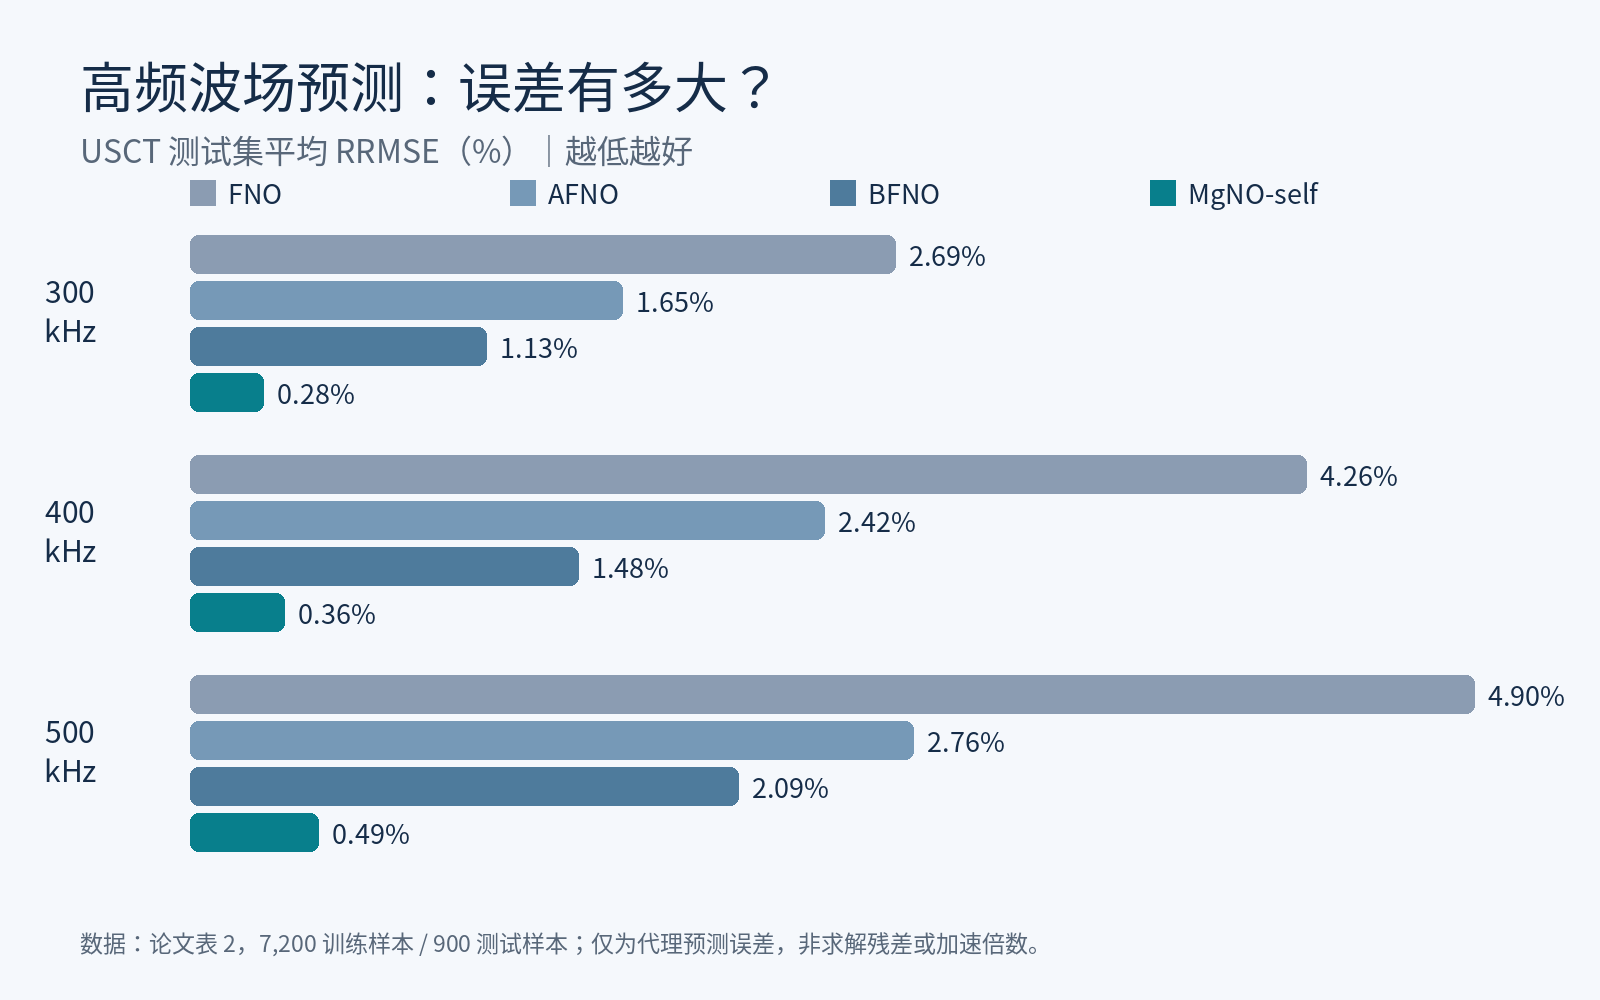 高频波场预测：误差有多大？
USCT 测试集平均 RRMSE（%）｜越低越好
FNO AFNO BFNO MgNO-self
300
kHz
2.69%
1.65%
1.13%
0.28%
400
kHz
4.26%
2.42%
1.48%
0.36%
500
kHz
4.90%
2.76%
2.09%
0.49%
数据：论文表 2，7,200 训练样本 / 900 测试样本；仅为代理预测误差，非求解残差或加速倍数。